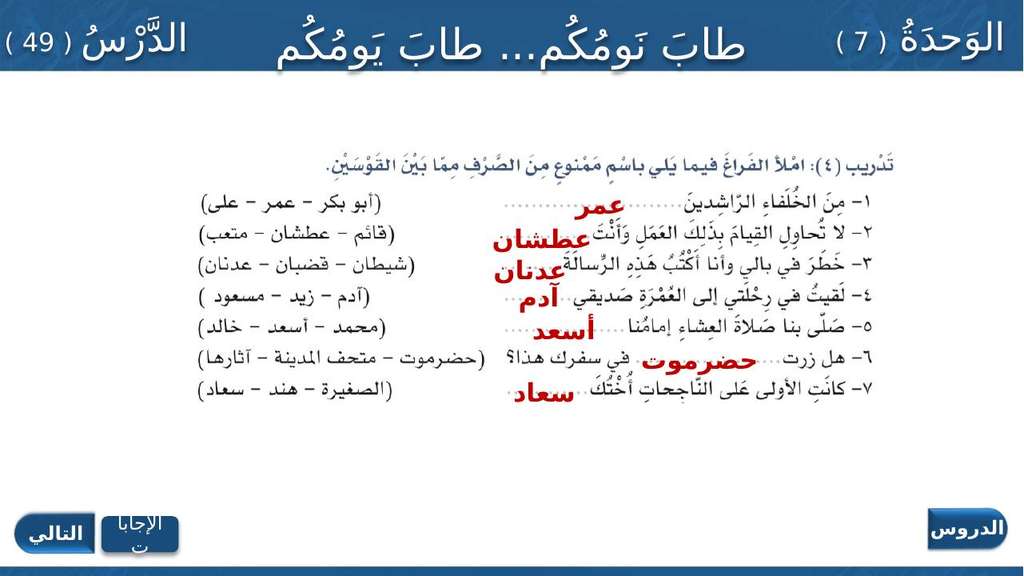 الوَحدَةُ ( 7 )
طابَ نَومُكُم... طابَ يَومُكُم
الدَّرْسُ ( 49 )
تَدْريب (٤): امْلأ الفَراغَ فيما يَلي باسْمٍ مَمْنوعٍ مِنَ الصَّرْفِ مِمّا بَيْنَ القَوْسَيْنِ.
١- مِنَ الخُلَفاءِ الرّاشِدينَ عمر (أبو بكر - عمر - على)
٢- لا تُحاوِلِ القِيامَ بِذَلِكَ العَمَلِ وَأَنْتَ عطشان (قائم - عطشان - متعب)
٣- خَطَرَ في بالي وأنا أَكْتُبُ هَذِهِ الرِّسالَةَ عدنان (شيطان - قضبان - عدنان)
٤- لَقيتُ في رِحْلَتي إلى العُمْرَةِ صَديقي آدم (آدم - زيد - مسعود )
٥- صَلّى بنا صَلاةَ العِشاءِ إمامُنا أسعد (محمد - أسعد - خالد)
٦- هل زرت حضرموت في سفرك هذا؟ (حضرموت - متحف المدينة - آثارها)
٧- كانَتِ الأولى عَلى النّاجِحاتِ أُخْتُكَ سعاد (الصغيرة - هند - سعاد)
الدروس
الإجابات
التالي